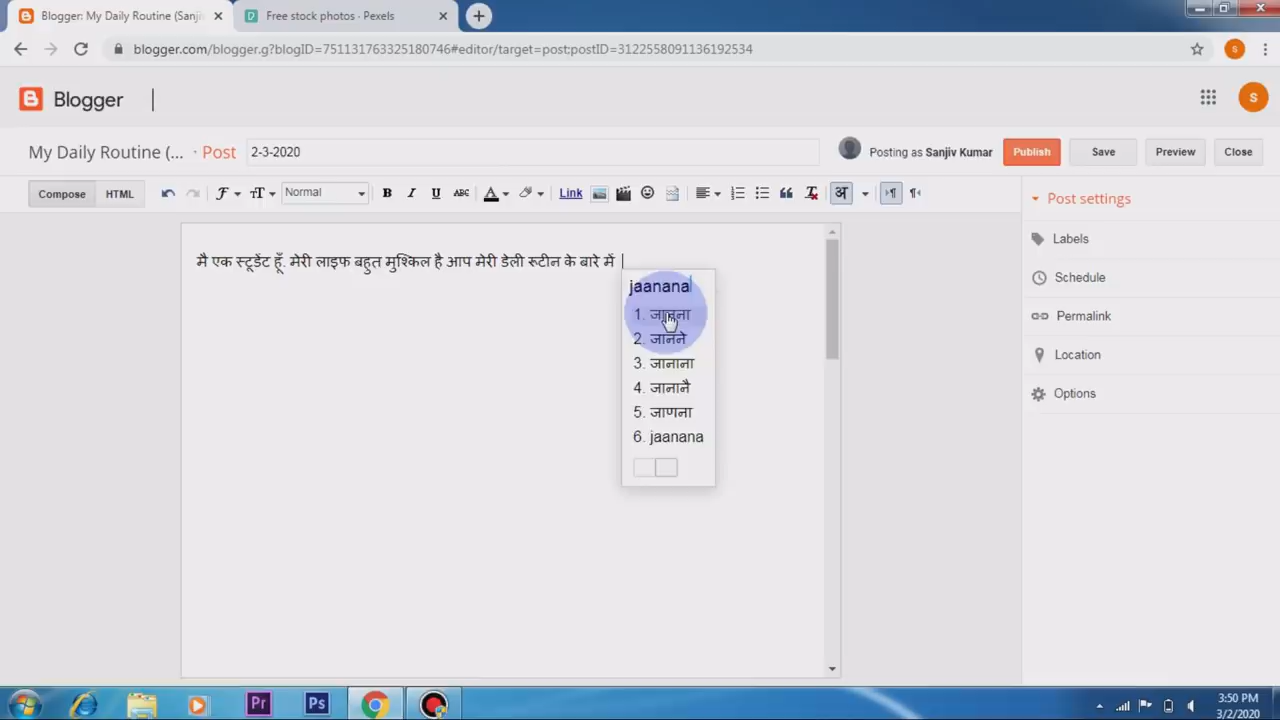 Blogger: My Daily Routine (Sanji
Free stock photos · Pexels
blogger.com/blogger.g?blogID=751131763325180746#editor/target=post;postID=3122558091136192534
S
Blogger
S
My Daily Routine (... · Post 2-3-2020 Posting as Sanjiv Kumar Publish Save Preview Close
Compose HTML Normal B I U ABC A Link अ
Post settings
Labels
Schedule
Permalink
Location
Options
मै एक स्टूडेंट हूँ. मेरी लाइफ बहुत मुश्किल है आप मेरी डेली रूटीन के बारे में
jaanana
1. जानना
2. जानने
3. जानाना
4. जानानै
5. जाणना
6. jaanana
Pr Ps
3:50 PM
3/2/2020